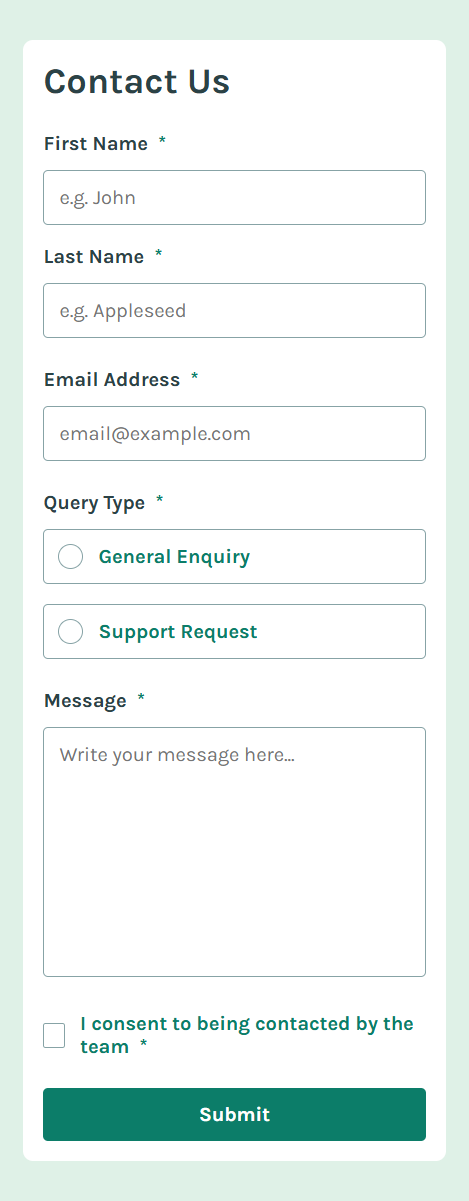 Contact Us
First Name *
e.g. John
Last Name *
e.g. Appleseed
Email Address *
email@example.com
Query Type *
General Enquiry
Support Request
Message *
Write your message here...
I consent to being contacted by the
team *
Submit